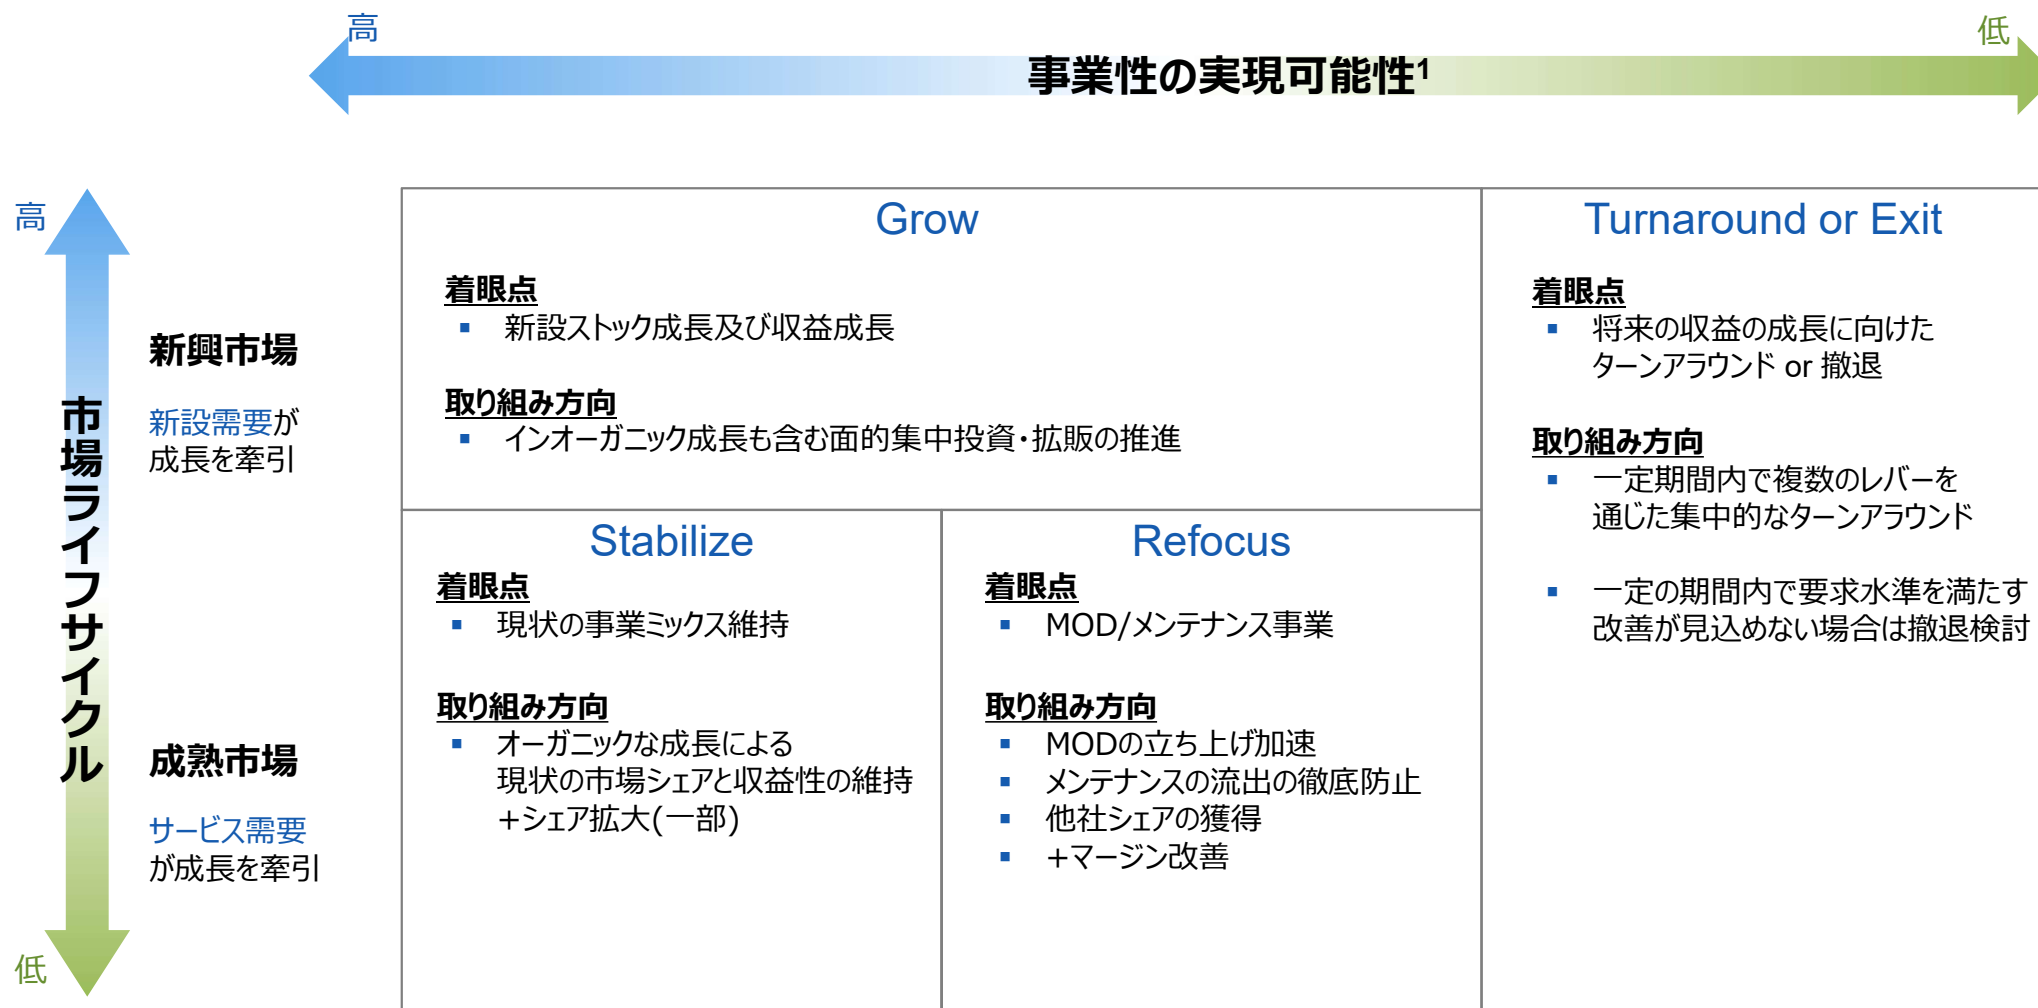 高
低
事業性の実現可能性1
高
市場ライフサイクル
低
新興市場
新設需要が
成長を牽引
成熟市場
サービス需要
が成長を牽引
Grow
着眼点
▪ 新設ストック成長及び収益成長
取り組み方向
▪ インオーガニック成長も含む面的集中投資・拡販の推進
Stabilize
着眼点
▪ 現状の事業ミックス維持
取り組み方向
▪ オーガニックな成長による
現状の市場シェアと収益性の維持
+シェア拡大(一部)
Refocus
着眼点
▪ MOD/メンテナンス事業
取り組み方向
▪ MODの立ち上げ加速
▪ メンテナンスの流出の徹底防止
▪ 他社シェアの獲得
▪ +マージン改善
Turnaround or Exit
着眼点
▪ 将来の収益の成長に向けた
ターンアラウンド or 撤退
取り組み方向
▪ 一定期間内で複数のレバーを
通じた集中的なターンアラウンド
▪ 一定の期間内で要求水準を満たす
改善が見込めない場合は撤退検討